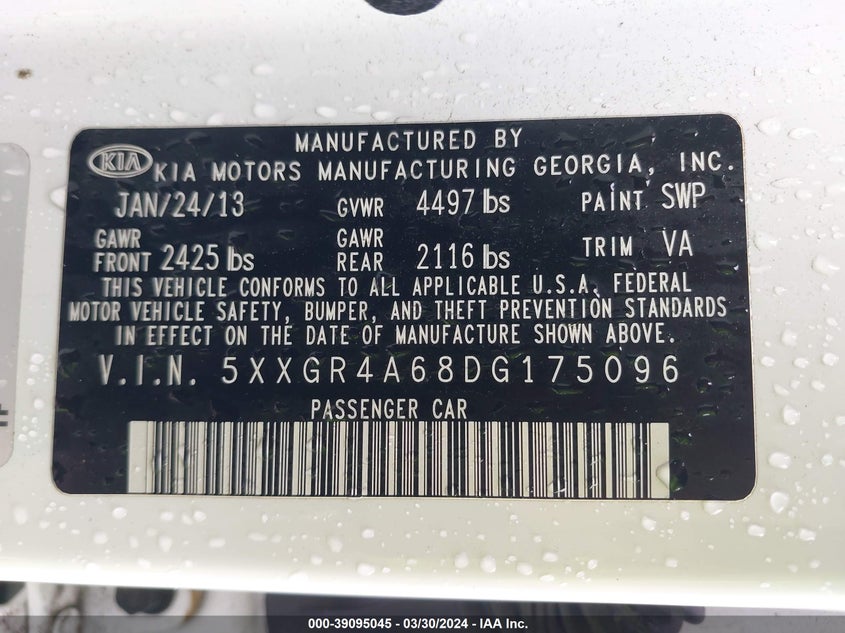 MANUFACTURED BY
KIA KIA MOTORS MANUFACTURING GEORGIA, INC.
JAN/24/13 GVWR 4497 lbs PAINT SWP
GAWR FRONT 2425 lbs GAWR REAR 2116 lbs TRIM VA
THIS VEHICLE CONFORMS TO ALL APPLICABLE U.S.A. FEDERAL
MOTOR VEHICLE SAFETY, BUMPER, AND THEFT PREVENTION STANDARDS
IN EFFECT ON THE DATE OF MANUFACTURE SHOWN ABOVE.
V.I.N. 5XXGR4A68DG175096
PASSENGER CAR
000-39095045 - 03/30/2024 - IAA Inc.